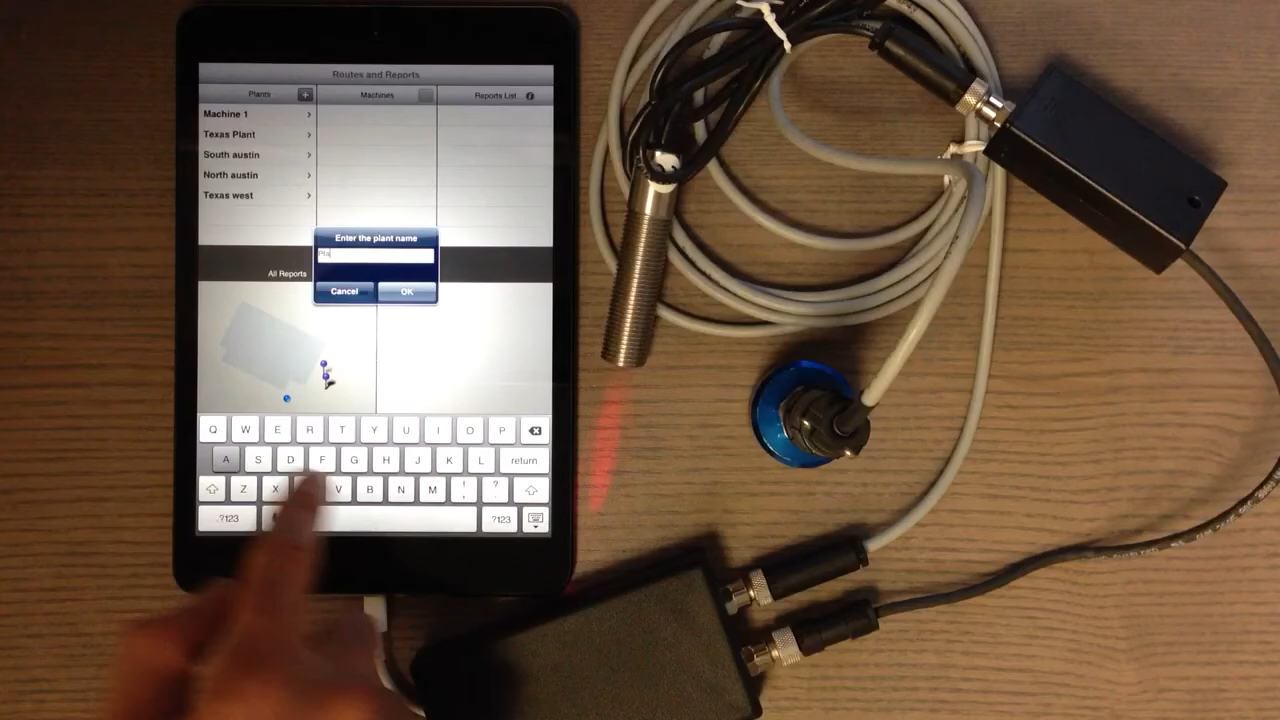 Routes and Reports
Plants + Machines Reports List
Machine 1
Texas Plant
South austin
North austin
Texas west
Enter the plant name
Pla
Cancel OK
All Reports
Q W E R T Y U I O P
A S D F G H J K L return
Z X V B N M ! ?
.?123 .?123